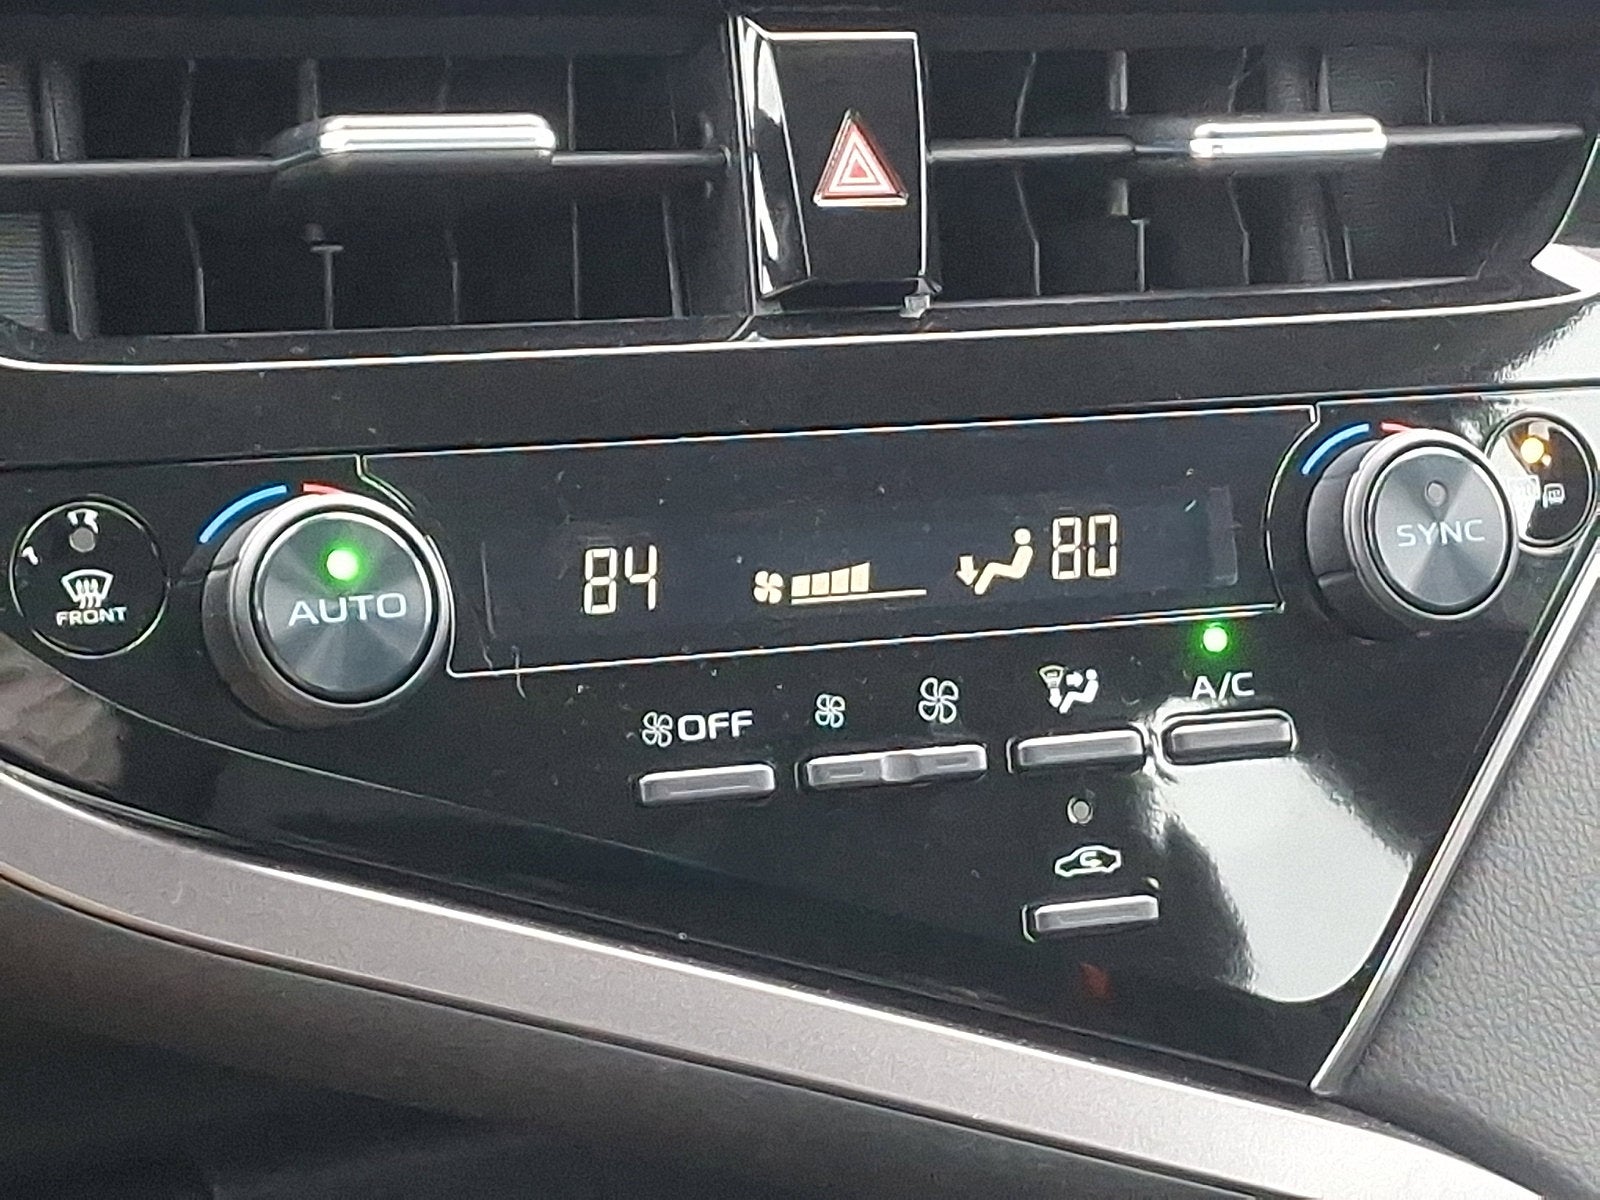 FRONT
AUTO
84
80
SYNC
OFF
A/C